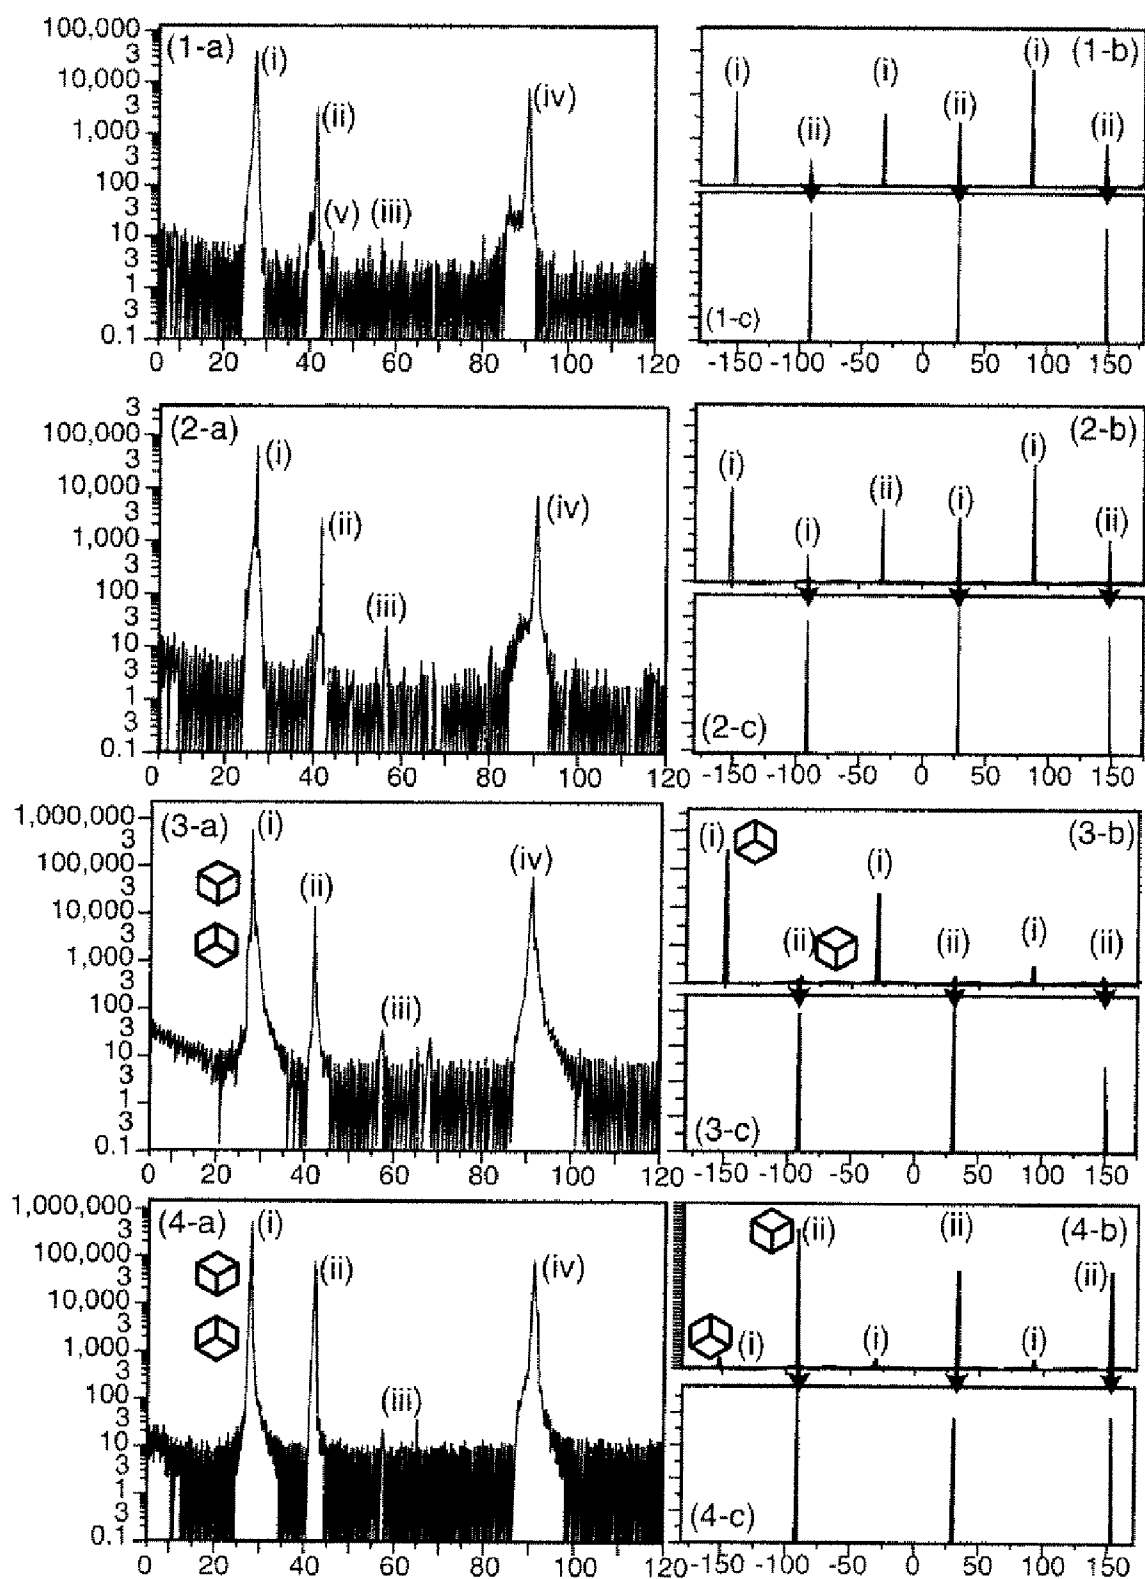 100,000
3
10,000
3
1,000
3
100
3
10
3
1
3
0.1
(1-a)
(i)
(ii)
(iv)
(v) (iii)
0 20 40 60 80 100 120
(i) (i) (i) (1-b)
(ii) (ii) (ii)
(1-c)
-150 -100 -50 0 50 100 150
3
100,000
3
10,000
3
1,000
3
100
3
10
3
1
3
0.1
(2-a)
(i)
(ii)
(iv)
(iii)
0 20 40 60 80 100 120
(i) (2-b)
(i) (ii) (i) (ii)
(i)
(2-c)
-150 -100 -50 0 50 100 150
1,000,000
3
100,000
3
10,000
3
1,000
3
100
3
10
3
1
3
0.1
(3-a) (i)
(ii) (iv)
(iii)
0 20 40 60 80 100 120
(i) (i) (3-b)
(ii) (ii) (i) (ii)
(3-c)
-150 -100 -50 0 50 100 150
1,000,000
3
100,000
3
10,000
3
1,000
3
100
3
10
3
1
3
0.1
(4-a) (i)
(ii) (iv)
(iii)
0 20 40 60 80 100 120
(ii) (ii) (4-b)
(ii)
(i) (i) (i)
(4-c)
-150 -100 -50 0 50 100 150